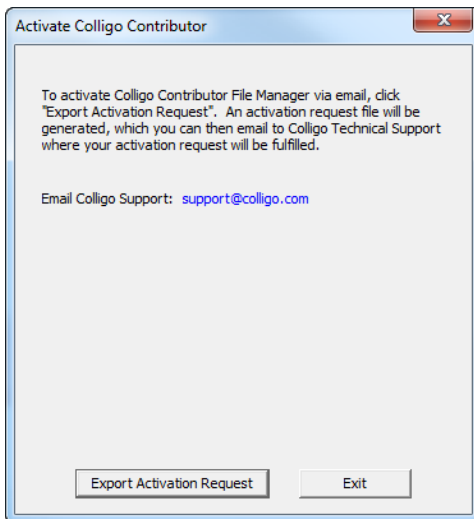 Activate Colligo Contributor
To activate Colligo Contributor File Manager via email, click
"Export Activation Request".  An activation request file will be
generated, which you can then email to Colligo Technical Support
where your activation request will be fulfilled.
Email Colligo Support:  support@colligo.com
Export Activation Request
Exit